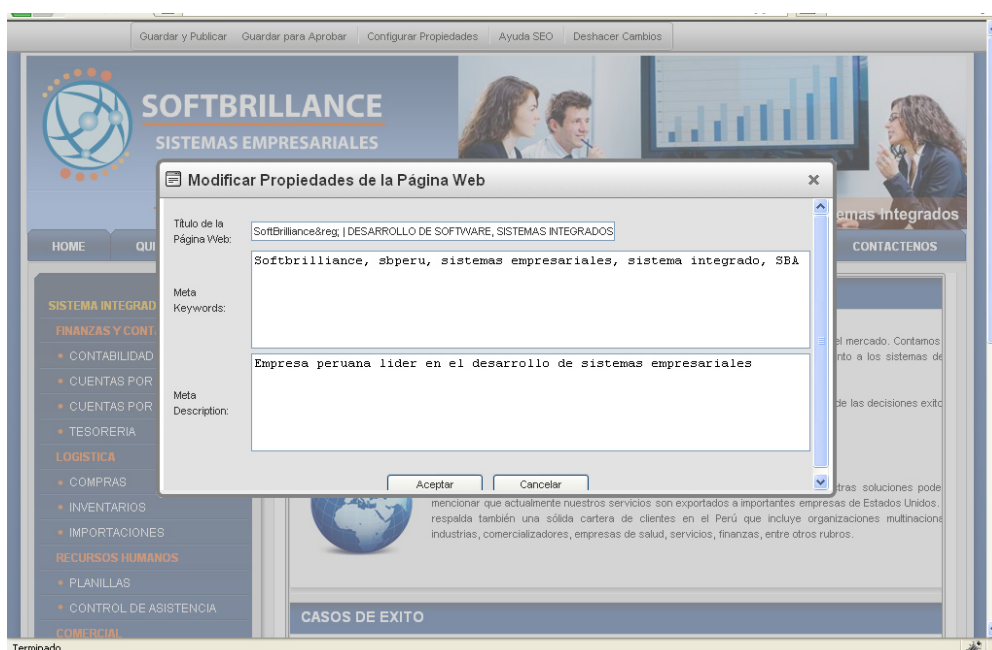 Guardar y Publicar Guardar para Aprobar Configurar Propiedades Ayuda SEO Deshacer Cambios
SOFTBRILLANCE
SISTEMAS EMPRESARIALES
emas Integrados
HOME QUI CONTACTENOS
Modificar Propiedades de la Página Web
Título de la
Página Web:
SoftBrilliance&reg; | DESARROLLO DE SOFTWARE, SISTEMAS INTEGRADOS
Meta
Keywords:
Softbrilliance, sbperu, sistemas empresariales, sistema integrado, SBA
Meta
Description:
Empresa peruana lider en el desarrollo de sistemas empresariales
Aceptar Cancelar
SISTEMA INTEGRAD
FINANZAS Y CONT
CONTABILIDAD
CUENTAS POR
CUENTAS POR
TESORERIA
LOGISTICA
COMPRAS
INVENTARIOS
IMPORTACIONES
RECURSOS HUMANOS
PLANILLAS
CONTROL DE ASISTENCIA
COMERCIAL
el mercado. Contamos
nto a los sistemas de
de las decisiones exito
tras soluciones pode
mencionar que actualmente nuestros servicios son exportados a importantes empresas de Estados Unidos.
respalda también una sólida cartera de clientes en el Perú que incluye organizaciones multinaciona
industrias, comercializadores, empresas de salud, servicios, finanzas, entre otros rubros.
CASOS DE EXITO
Terminado